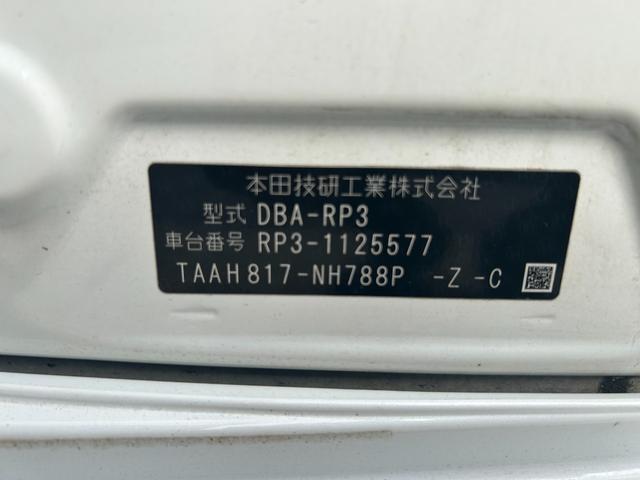 本田技研工業株式会社
型式 DBA-RP3
車台番号 RP3-1125577
TAAH817-NH788P -Z -C